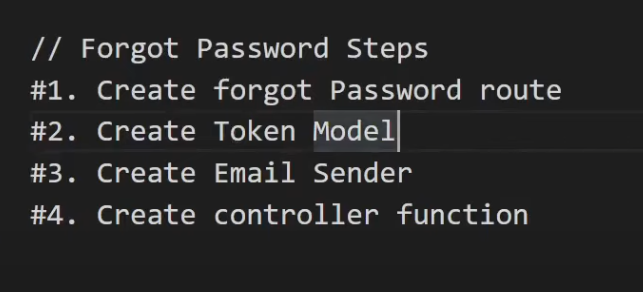 // Forgot Password Steps
#1. Create forgot Password route
#2. Create Token Model
#3. Create Email Sender
#4. Create controller function